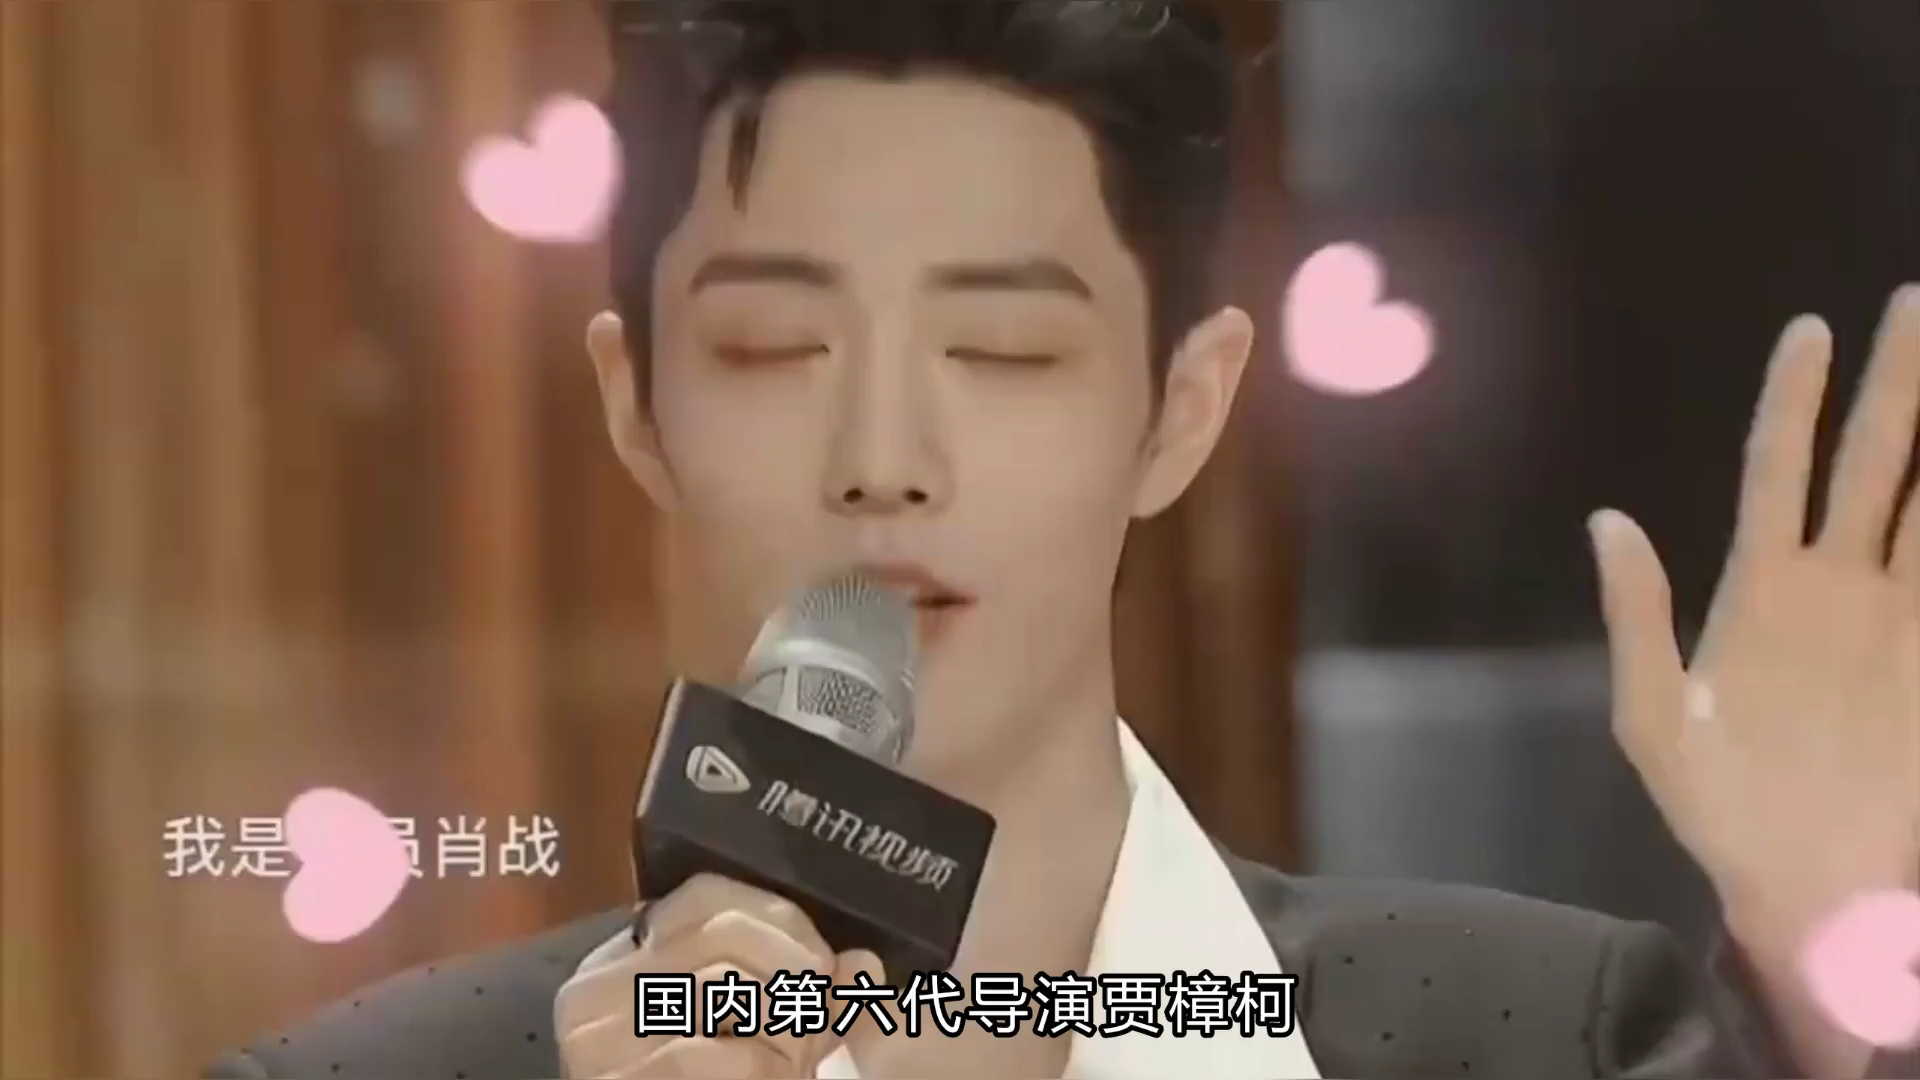 我是 员肖战
腾讯视频
国内第六代导演贾樟柯